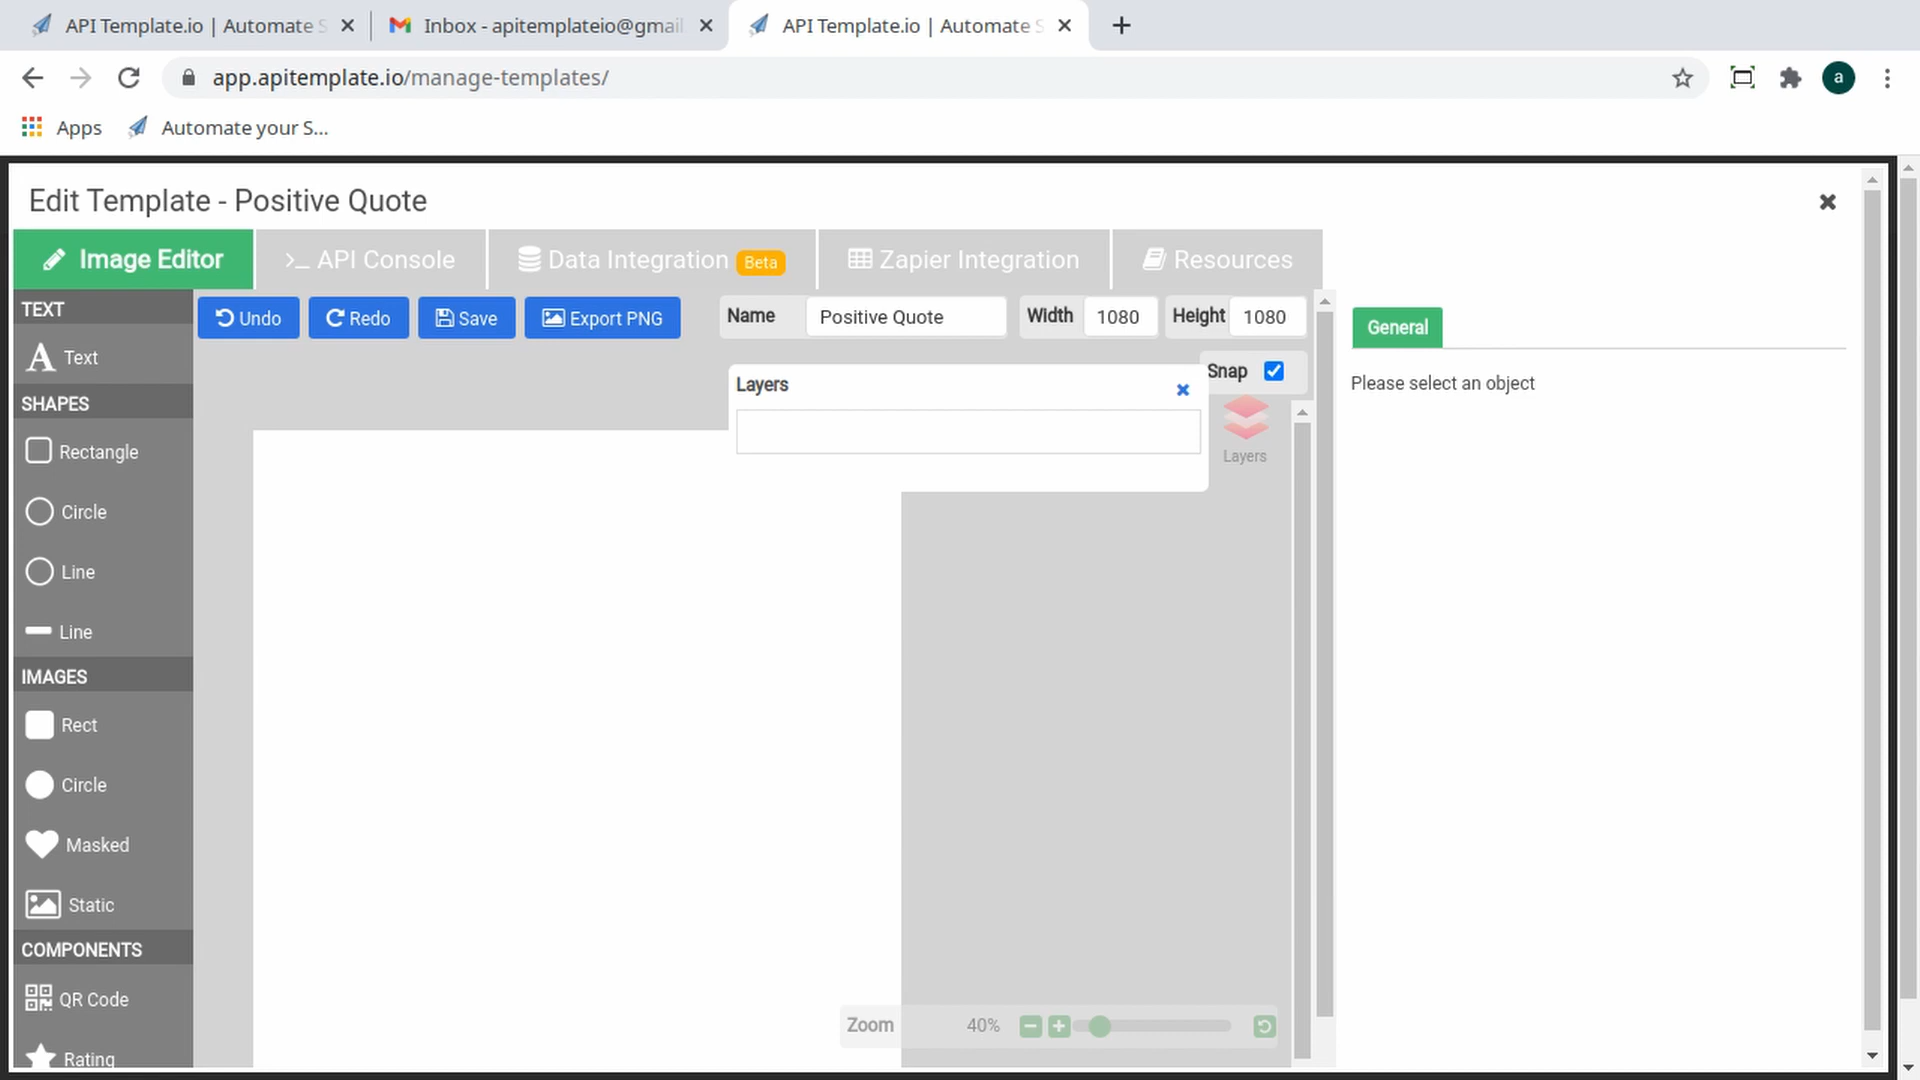 API Template.io | Automate S
Inbox - apitemplateio@gmail
API Template.io | Automate S
app.apitemplate.io/manage-templates/
a
Apps
Automate your S...
Edit Template - Positive Quote
Image Editor
API Console
Data Integration Beta
Zapier Integration
Resources
TEXT
Text
SHAPES
Rectangle
Circle
Line
Line
IMAGES
Rect
Circle
Masked
Static
COMPONENTS
QR Code
Rating
Undo
Redo
Save
Export PNG
Name Positive Quote
Width 1080
Height 1080
Snap
Layers
Layers
Zoom 40%
General
Please select an object